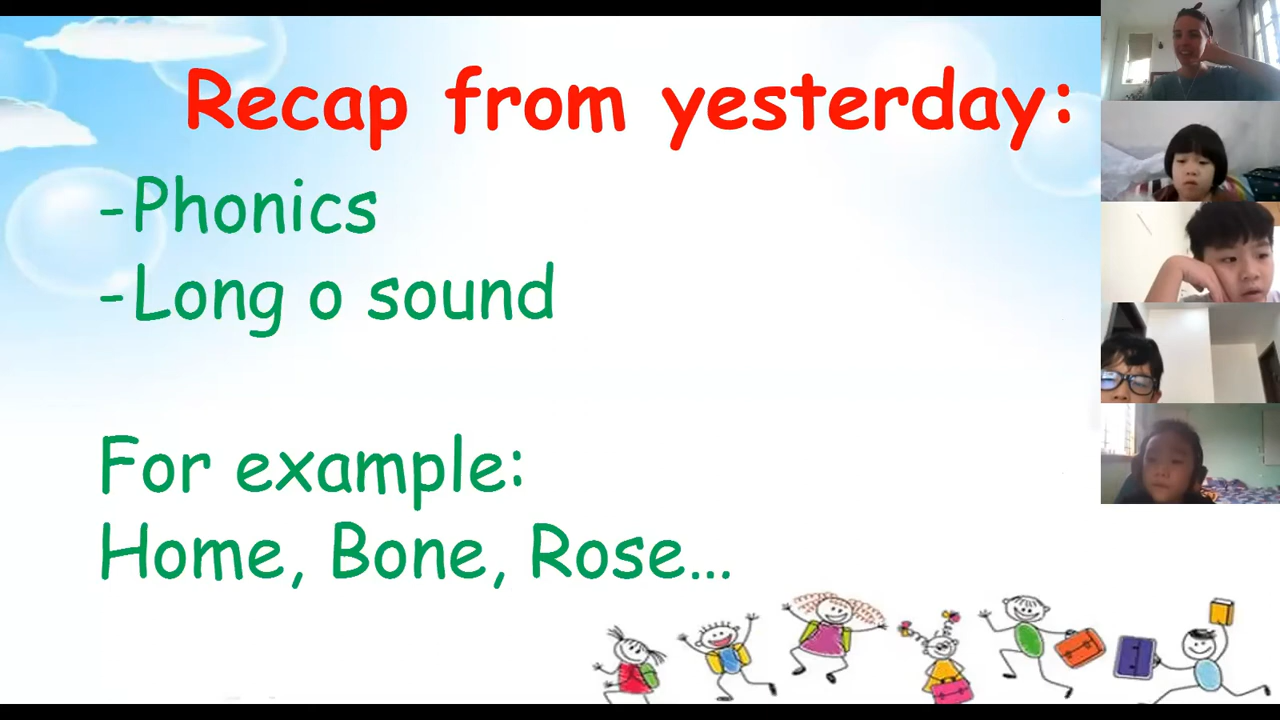 Recap from yesterday:
-Phonics
-Long o sound
For example:
Home, Bone, Rose...